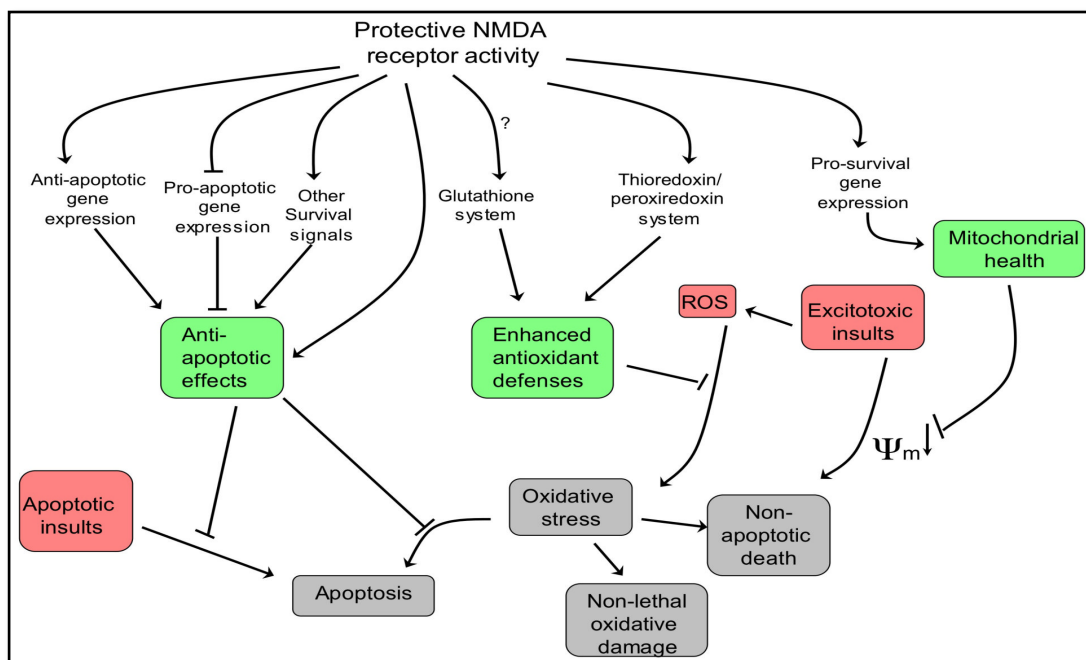 Protective NMDA
receptor activity
?
Anti-apoptotic
gene
expression
Pro-apoptotic
gene
expression
Other
Survival
signals
Glutathione
system
Thioredoxin/
peroxiredoxin
system
Pro-survival
gene
expression
Mitochondrial
health
Anti-
apoptotic
effects
Enhanced
antioxidant
defenses
ROS
Excitotoxic
insults
Ψm
Apoptotic
insults
Oxidative
stress
Non-
apoptotic
death
Apoptosis
Non-lethal
oxidative
damage